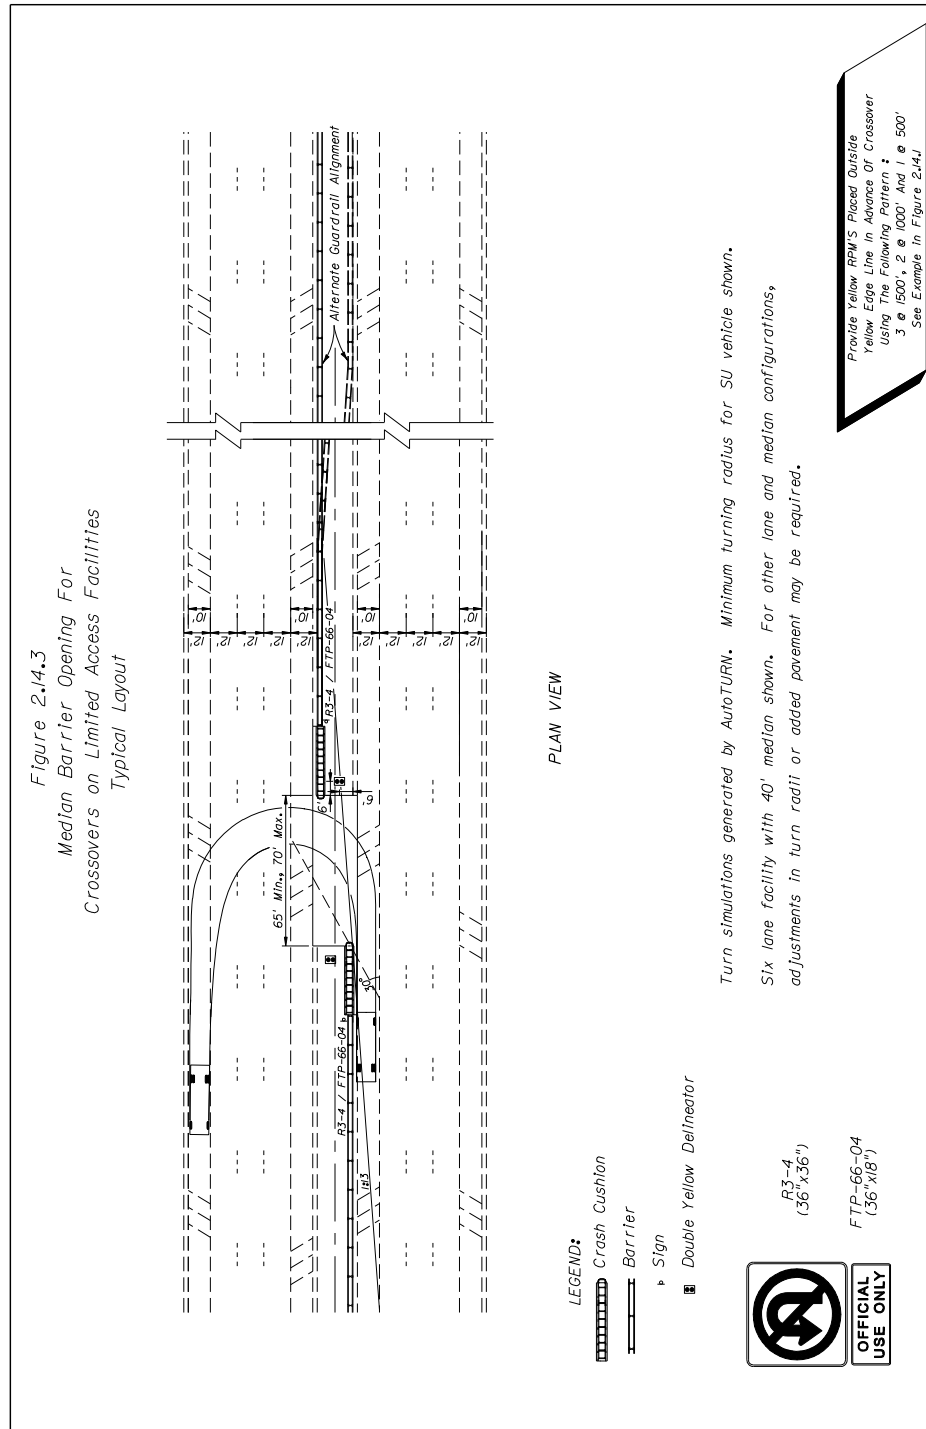 Figure 2.14.3
Median Barrier Opening For
Crossovers on Limited Access Facilities
Typical Layout
Alternate Guardrail Alignment
12'
12'
12'
12'
12'
10'
10'
12'
12'
12'
12'
12'
10'
10'
R3-4 / FTP-66-04
65' Min., 70' Max.
6'
6'
30°
R3-4 / FTP-66-04
1:13
PLAN VIEW
LEGEND:
Crash Cushion
Barrier
Sign
Double Yellow Delineator
Turn simulations generated by AutoTURN. Minimum turning radius for SU vehicle shown.
Six lane facility with 40' median shown. For other lane and median configurations,
adjustments in turn radii or added pavement may be required.
R3-4
(36"x36")
FTP-66-04
(36"x18")
OFFICIAL
USE ONLY
Provide Yellow RPM'S Placed Outside
Yellow Edge Line In Advance Of Crossover
Using The Following Pattern :
3 @ 1500', 2 @ 1000' And 1 @ 500'
See Example in Figure 2.14.1